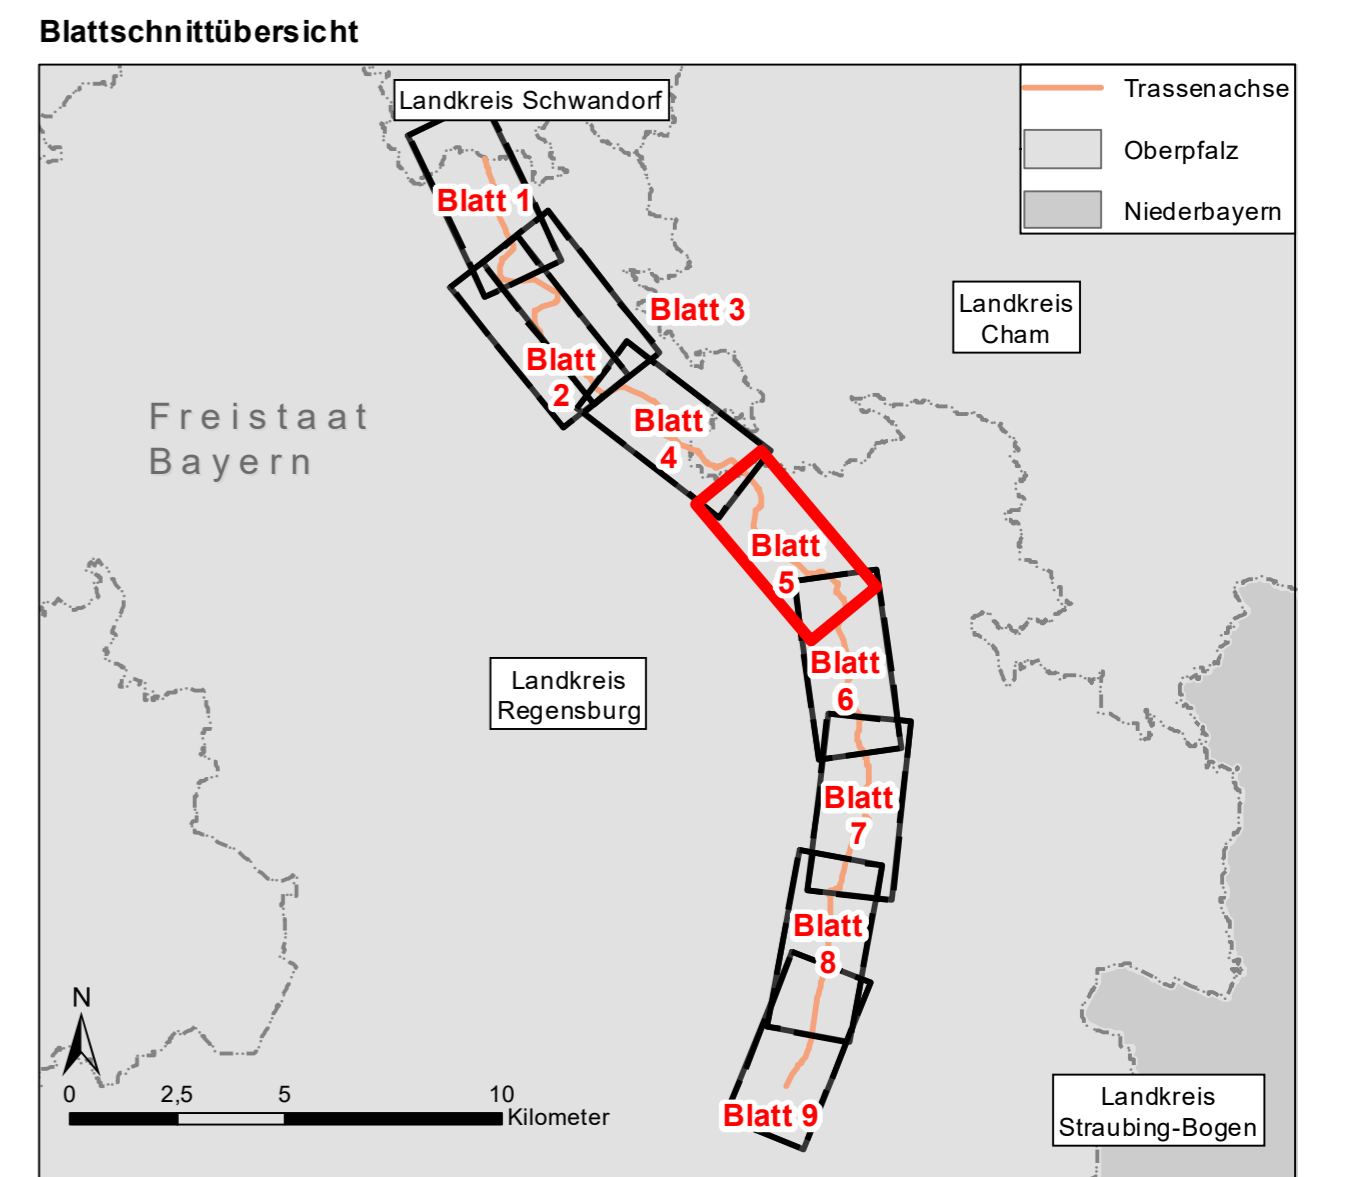 Blattschnittübersicht
Landkreis Schwandorf
Trassenachse
Oberpfalz
Niederbayern
Blatt 1
Landkreis
Cham
Blatt 3
Blatt
2
Freistaat
Bayern
Blatt
4
Blatt
5
Blatt
6
Landkreis
Regensburg
Blatt
7
Blatt
8
N
0 2,5 5 10
Kilometer
Blatt 9
Landkreis
Straubing-Bogen